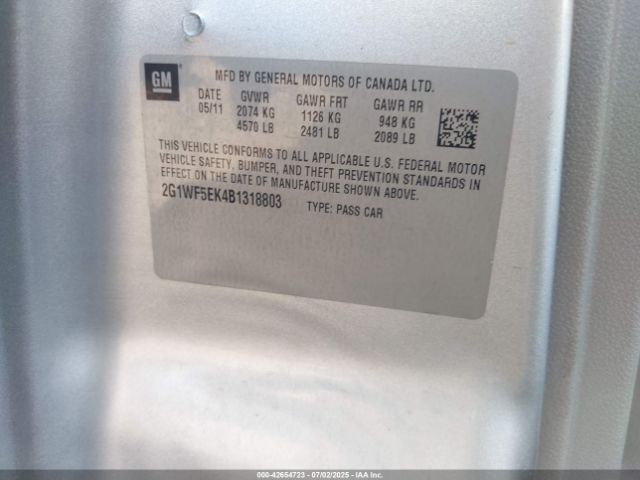 GM
MFD BY GENERAL MOTORS OF CANADA LTD.
DATE GVWR GAWR FRT GAWR RR
05/11 2074 KG 1126 KG 948 KG
4570 LB 2481 LB 2089 LB
THIS VEHICLE CONFORMS TO ALL APPLICABLE U.S. FEDERAL MOTOR
VEHICLE SAFETY, BUMPER, AND THEFT PREVENTION STANDARDS IN
EFFECT ON THE DATE OF MANUFACTURE SHOWN ABOVE.
2G1WF5EK4B1318803 TYPE: PASS CAR
000-42654723 - 07/02/2025 - IAAI.com